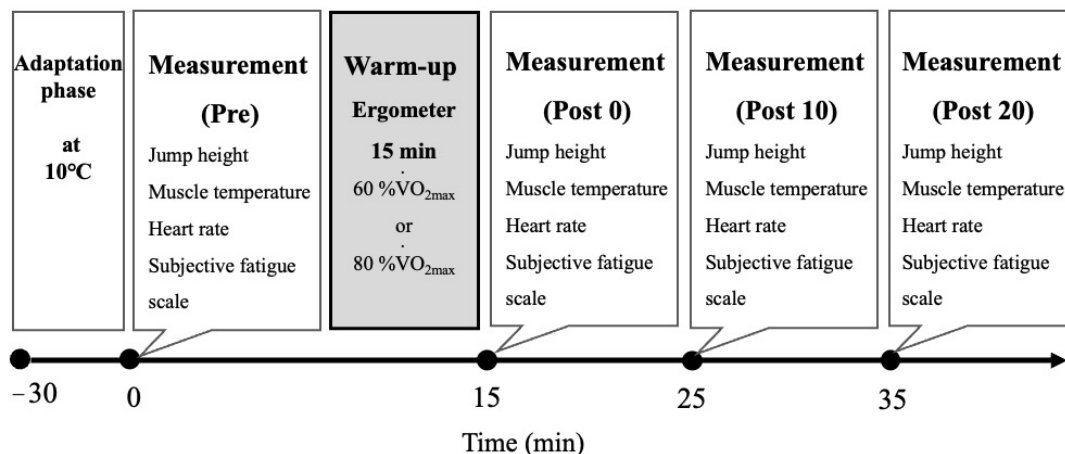 Adaptation
phase
at
10℃
Measurement
(Pre)
Jump height
Muscle temperature
Heart rate
Subjective fatigue
scale
Warm-up
Ergometer
15 min
60 %V̇O2max
or
80 %V̇O2max
Measurement
(Post 0)
Jump height
Muscle temperature
Heart rate
Subjective fatigue
scale
Measurement
(Post 10)
Jump height
Muscle temperature
Heart rate
Subjective fatigue
scale
Measurement
(Post 20)
Jump height
Muscle temperature
Heart rate
Subjective fatigue
scale
−30 0 15 25 35
Time (min)